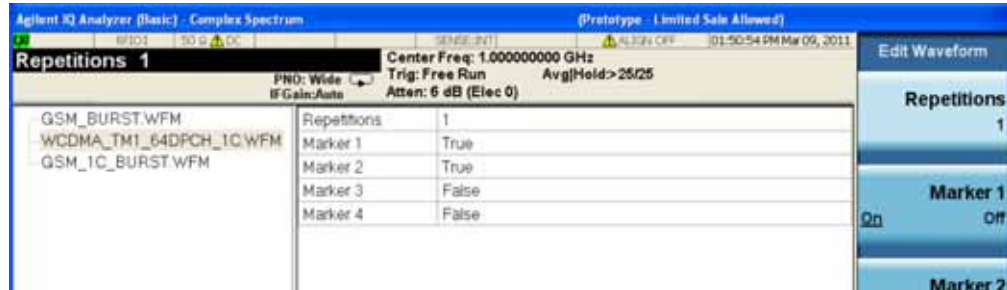 Agilent IQ Analyzer (Basic) - Complex Spectrum
(Prototype - Limited Sale Allowed)
50 Ω
DC
SENSE:INT
ALIGN OFF
01:50:54 PM Mar 09, 2011
Repetitions 1
PNO: Wide
IFGain:Auto
Center Freq: 1.000000000 GHz
Trig: Free Run
Avg|Hold:>25/25
Atten: 6 dB (Elec 0)
Edit Waveform
Repetitions
1
GSM_BURST.WFM
WCDMA_TM1_64DPCH_1C.WFM
GSM_1C_BURST.WFM
Repetitions 1
Marker 1 True
Marker 2 True
Marker 3 False
Marker 4 False
Marker 1
On Off
Marker 2